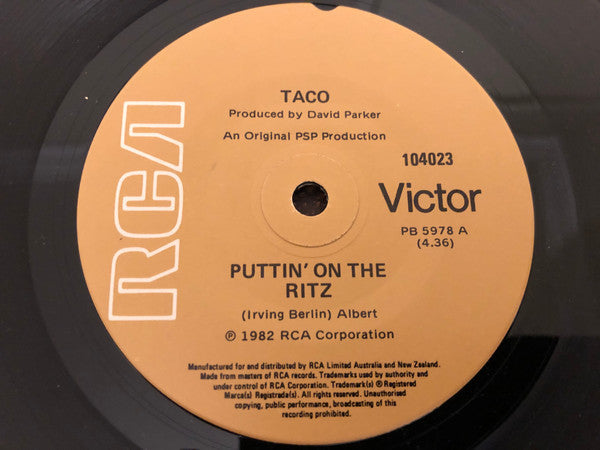 RCA
TACO
Produced by David Parker
An Original PSP Production
104023
Victor
PB 5978 A
(4.36)
PUTTIN' ON THE
RITZ
(Irving Berlin) Albert
℗ 1982 RCA Corporation
Manufactured for and distributed by RCA Limited Australia and New Zealand.
Made from masters of RCA records. Trademarks used by authority and
under control of RCA Corporation. Trademark(s) ® Registered
Marca(s) Registrada(s). All rights reserved. Unauthorised
copying, public performance, broadcasting of this
recording prohibited.